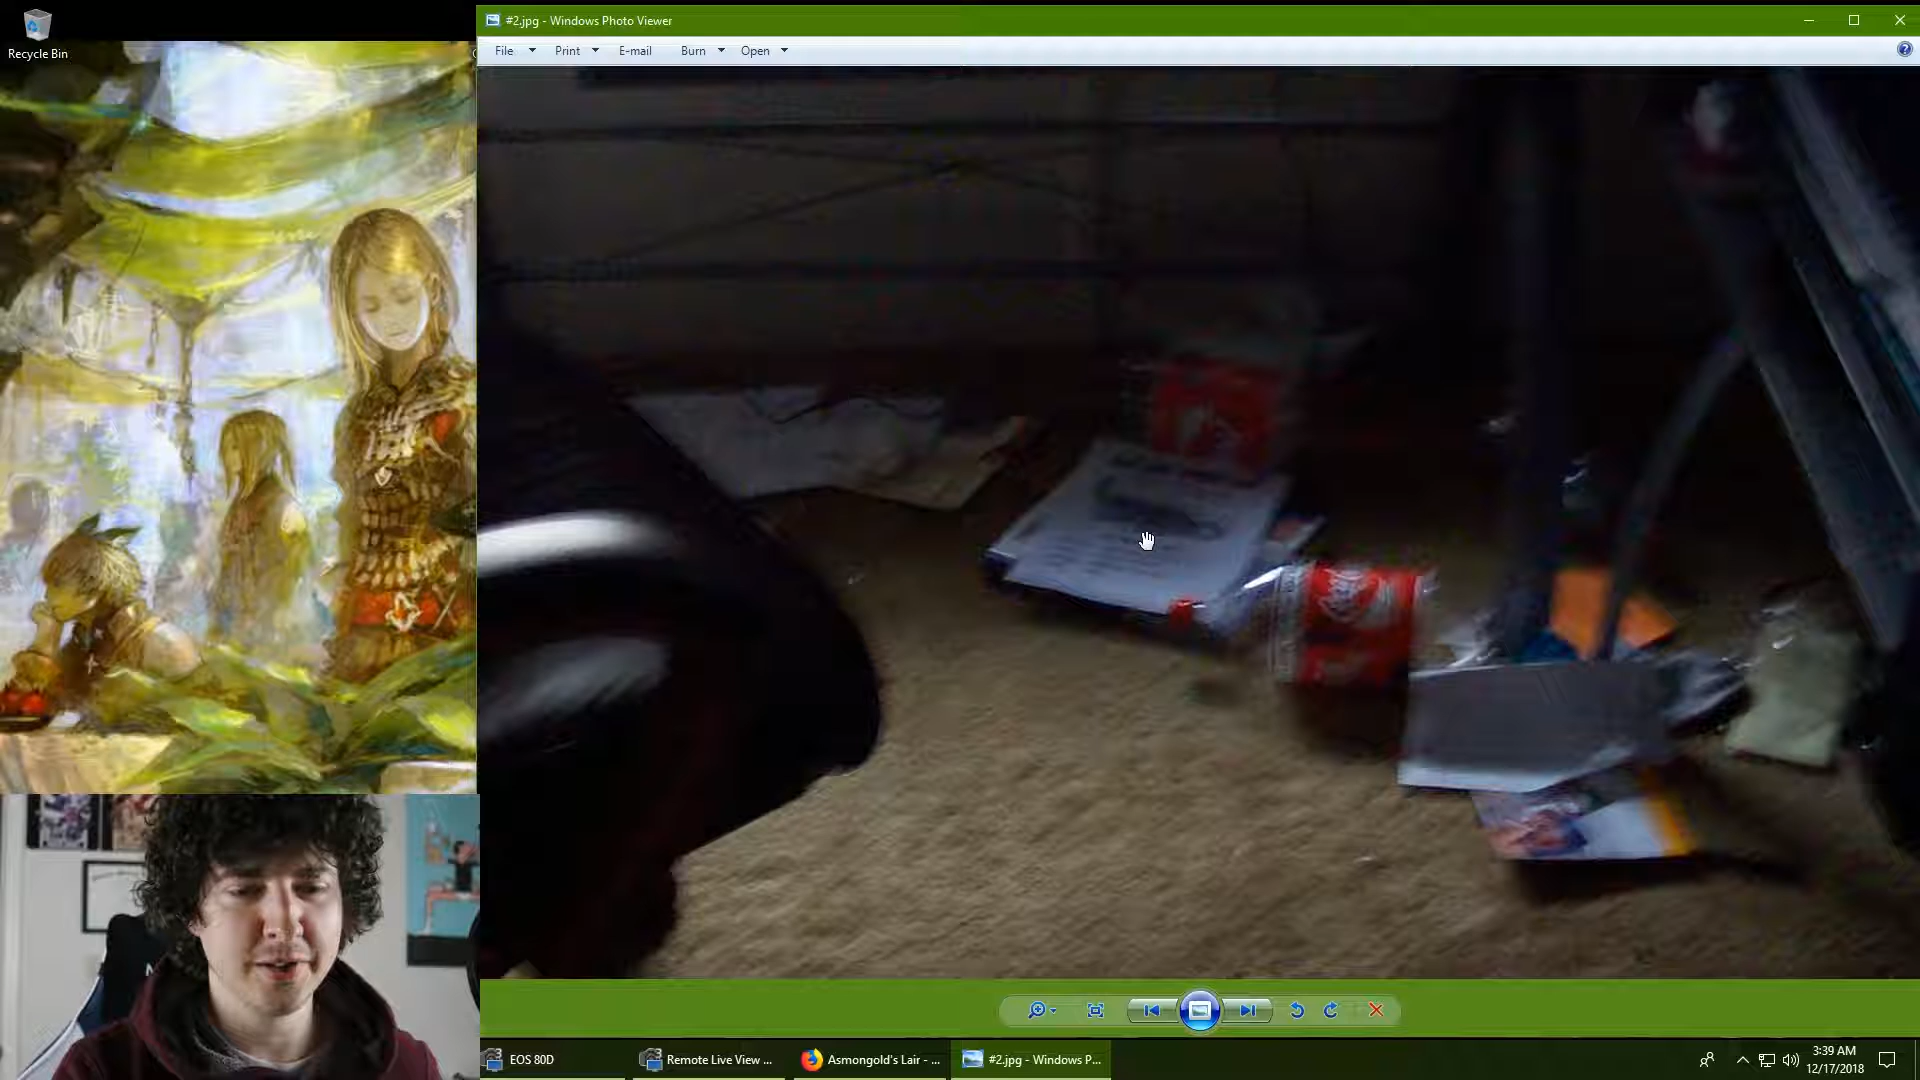 Recycle Bin
#2.jpg - Windows Photo Viewer
File
Print
E-mail
Burn
Open
EOS 80D
Remote Live View ...
Asmongold's Lair - ...
#2.jpg - Windows P...
3:39 AM
12/17/2018